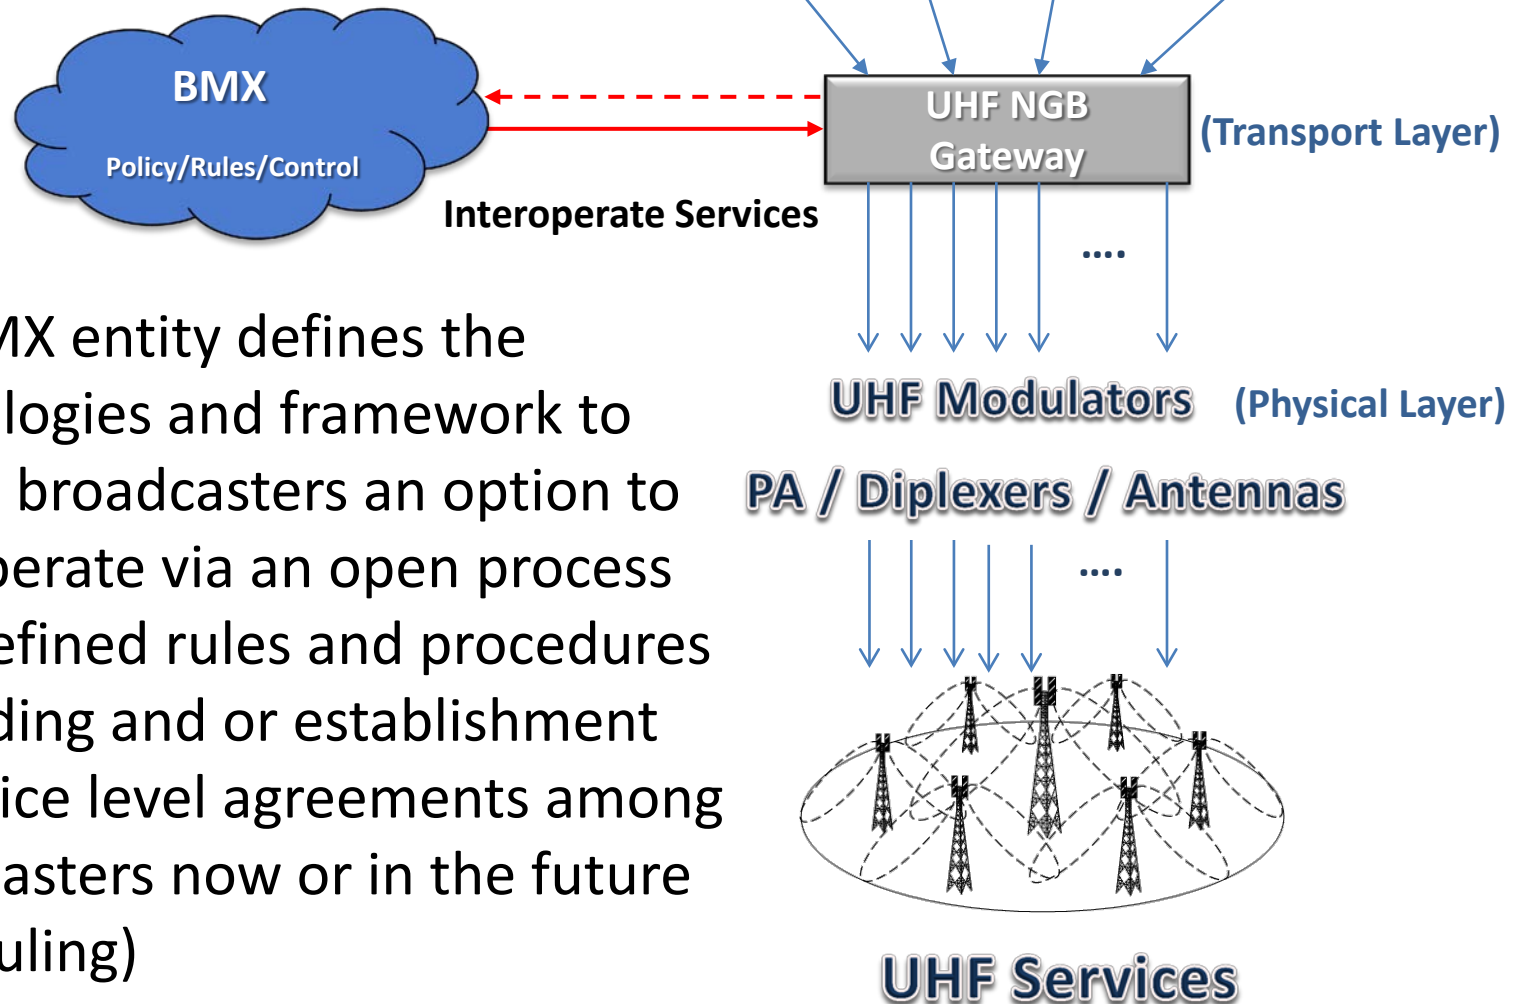 BMX
Policy/Rules/Control
UHF NGB
Gateway
(Transport Layer)
Interoperate Services
....
MX entity defines the
logies and framework to
broadcasters an option to
perate via an open process
efined rules and procedures
ding and or establishment
ice level agreements among
asters now or in the future
uling)
UHF Modulators
(Physical Layer)
PA / Diplexers / Antennas
....
UHF Services